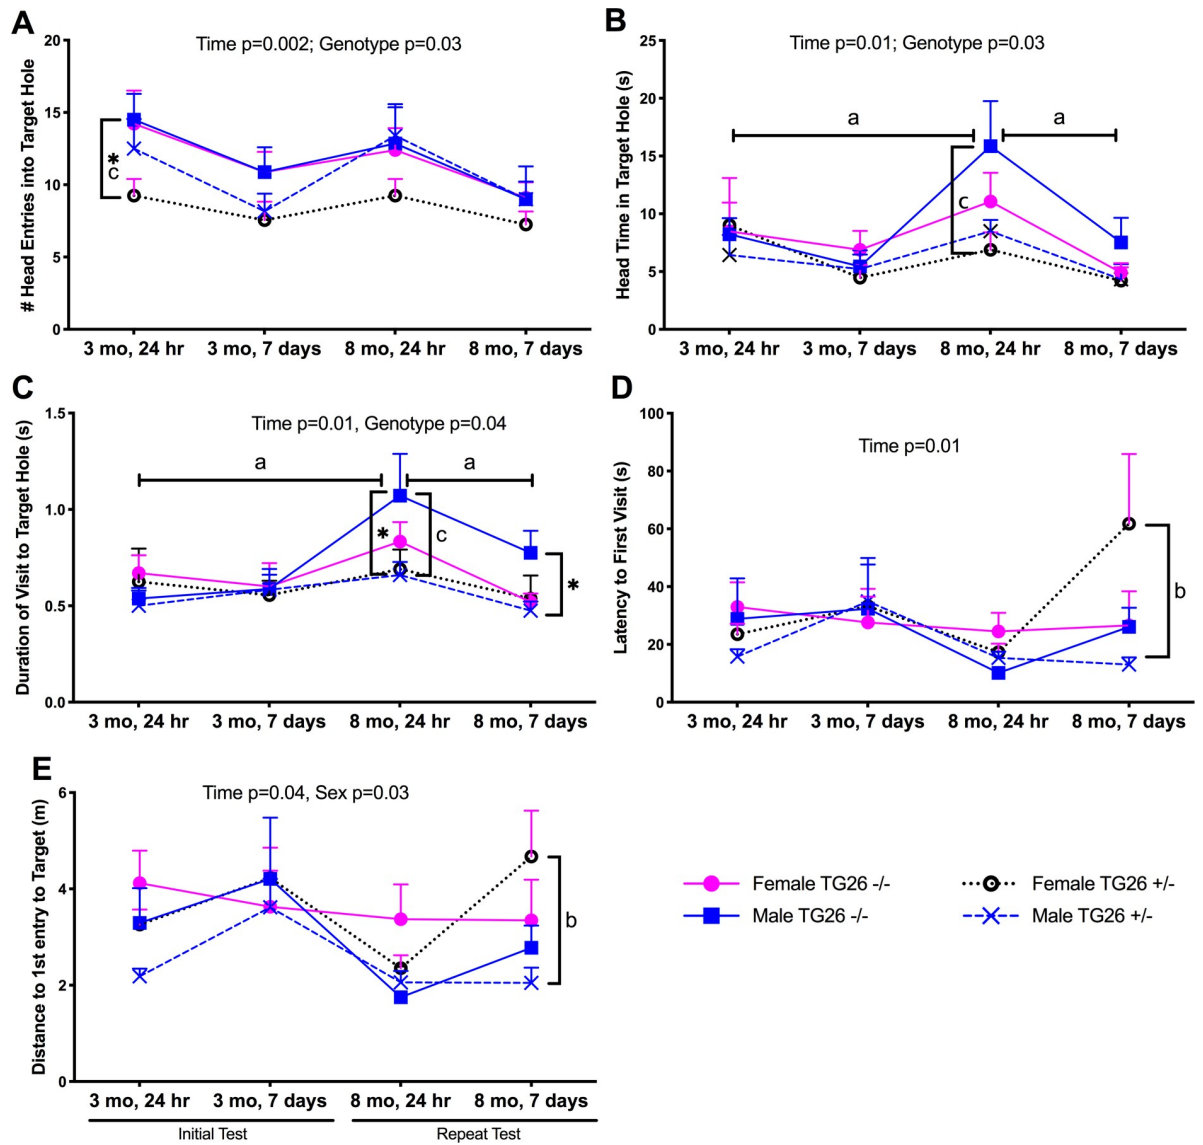 A
Time p=0.002; Genotype p=0.03
# Head Entries into Target Hole
20
15
10
5
0
*
c
3 mo, 24 hr
3 mo, 7 days
8 mo, 24 hr
8 mo, 7 days
B
Time p=0.01; Genotype p=0.03
Head Time in Target Hole (s)
25
20
15
10
5
0
a
a
c
3 mo, 24 hr
3 mo, 7 days
8 mo, 24 hr
8 mo, 7 days
C
Time p=0.01, Genotype p=0.04
Duration of Visit to Target Hole (s)
1.5
1.0
0.5
0.0
a
a
*
c
*
3 mo, 24 hr
3 mo, 7 days
8 mo, 24 hr
8 mo, 7 days
D
Time p=0.01
Latency to First Visit (s)
100
80
60
40
20
0
b
3 mo, 24 hr
3 mo, 7 days
8 mo, 24 hr
8 mo, 7 days
E
Time p=0.04, Sex p=0.03
Distance to 1st entry to Target (m)
6
4
2
0
b
3 mo, 24 hr
3 mo, 7 days
8 mo, 24 hr
8 mo, 7 days
Initial Test
Repeat Test
Female TG26 -/-
Female TG26 +/-
Male TG26 -/-
Male TG26 +/-